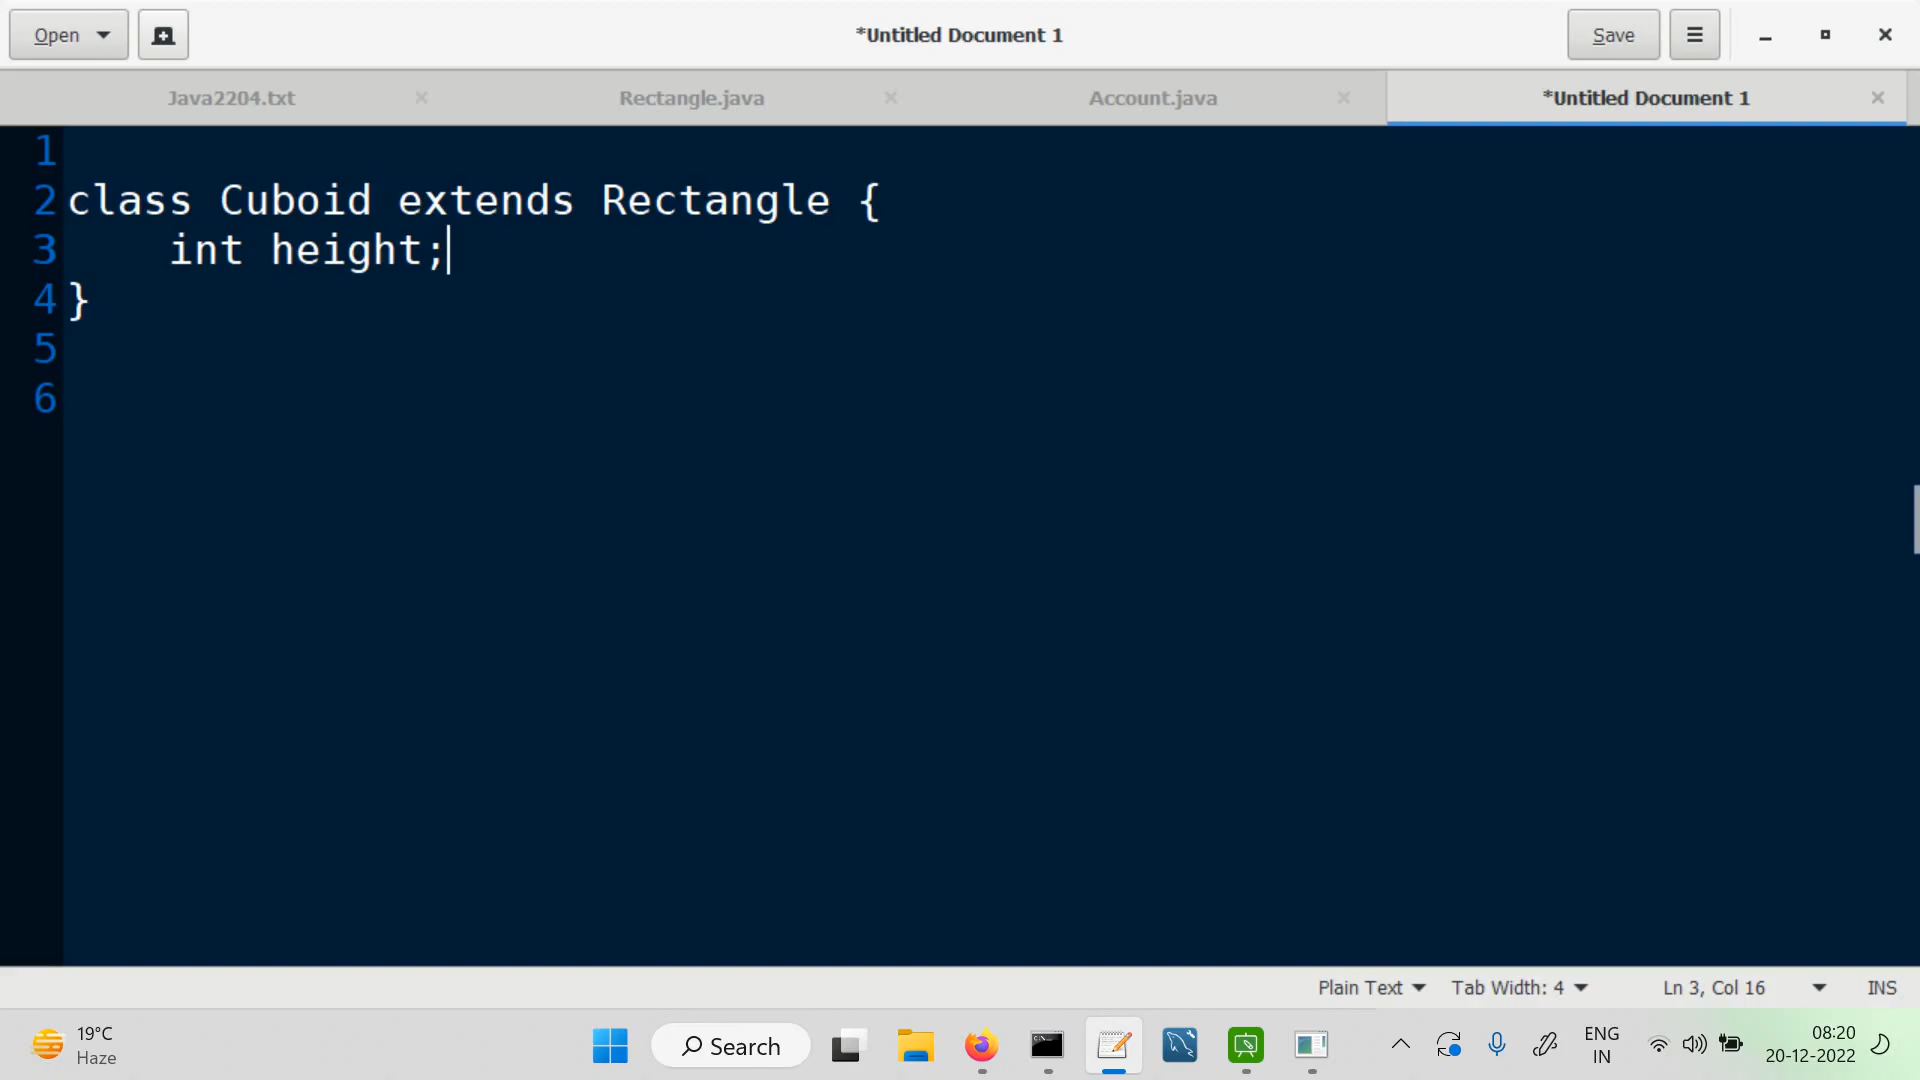 Open
*Untitled Document 1
Save
Java2204.txt
Rectangle.java
Account.java
*Untitled Document 1
1
2 class Cuboid extends Rectangle {
3     int height;
4 }
5
6
Plain Text
Tab Width: 4
Ln 3, Col 16
INS
19°C
Haze
Search
ENG
IN
08:20
20-12-2022